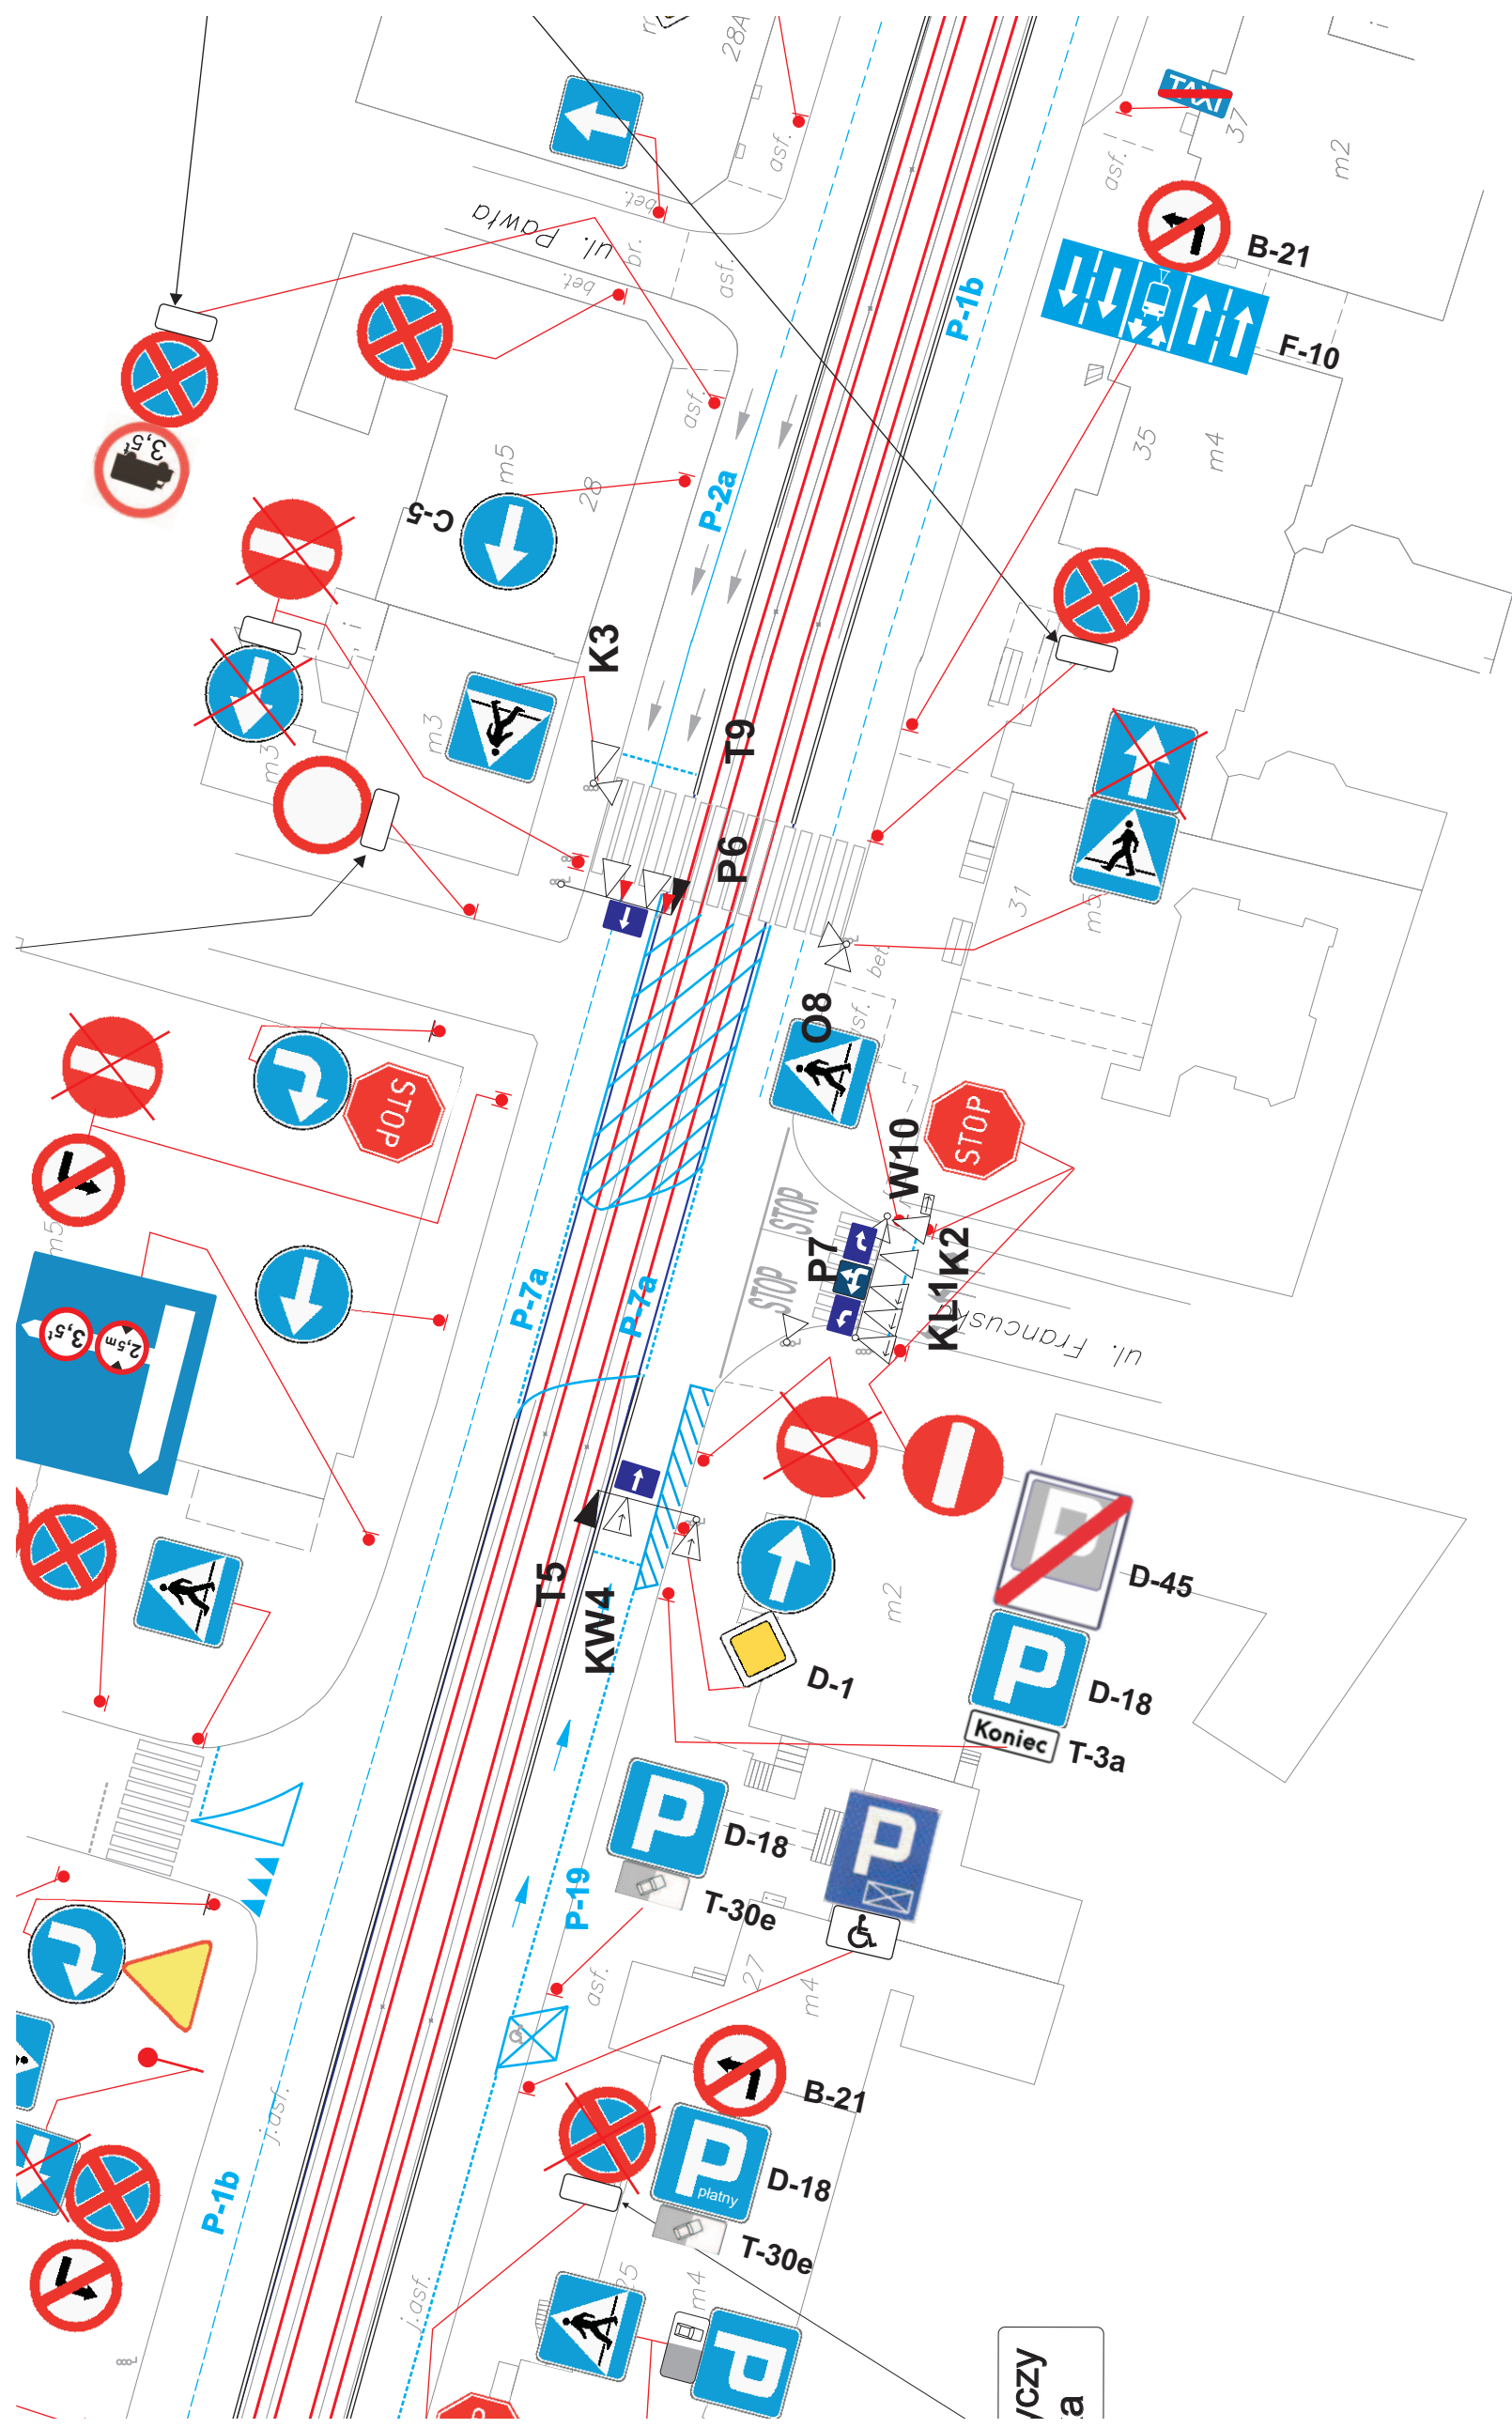 28A
TAXI
37
m2
asf.
asf.
bet.
ul. Pawła
br.
bet.
asf.
B-21
P-1b
F-10
3,5t
asf.
m5
28
35
m4
C-5
P-2a
K3
m3
m3
T9
P6
31
m5
bet.
O8
asf.
STOP
W10
STOP
STOP
STOP
P7
K2
KL1
m5
P-7a
P-7a
3,5t
2,5m
T5
KW4
m2
D-45
D-1
P
D-18
Koniec
T-3a
P
D-18
P
T-30e
P-19
asf.
27
m4
B-21
j.asf.
P
płatny
D-18
P-1b
T-30e
j.asf.
25
m4
P
yczy